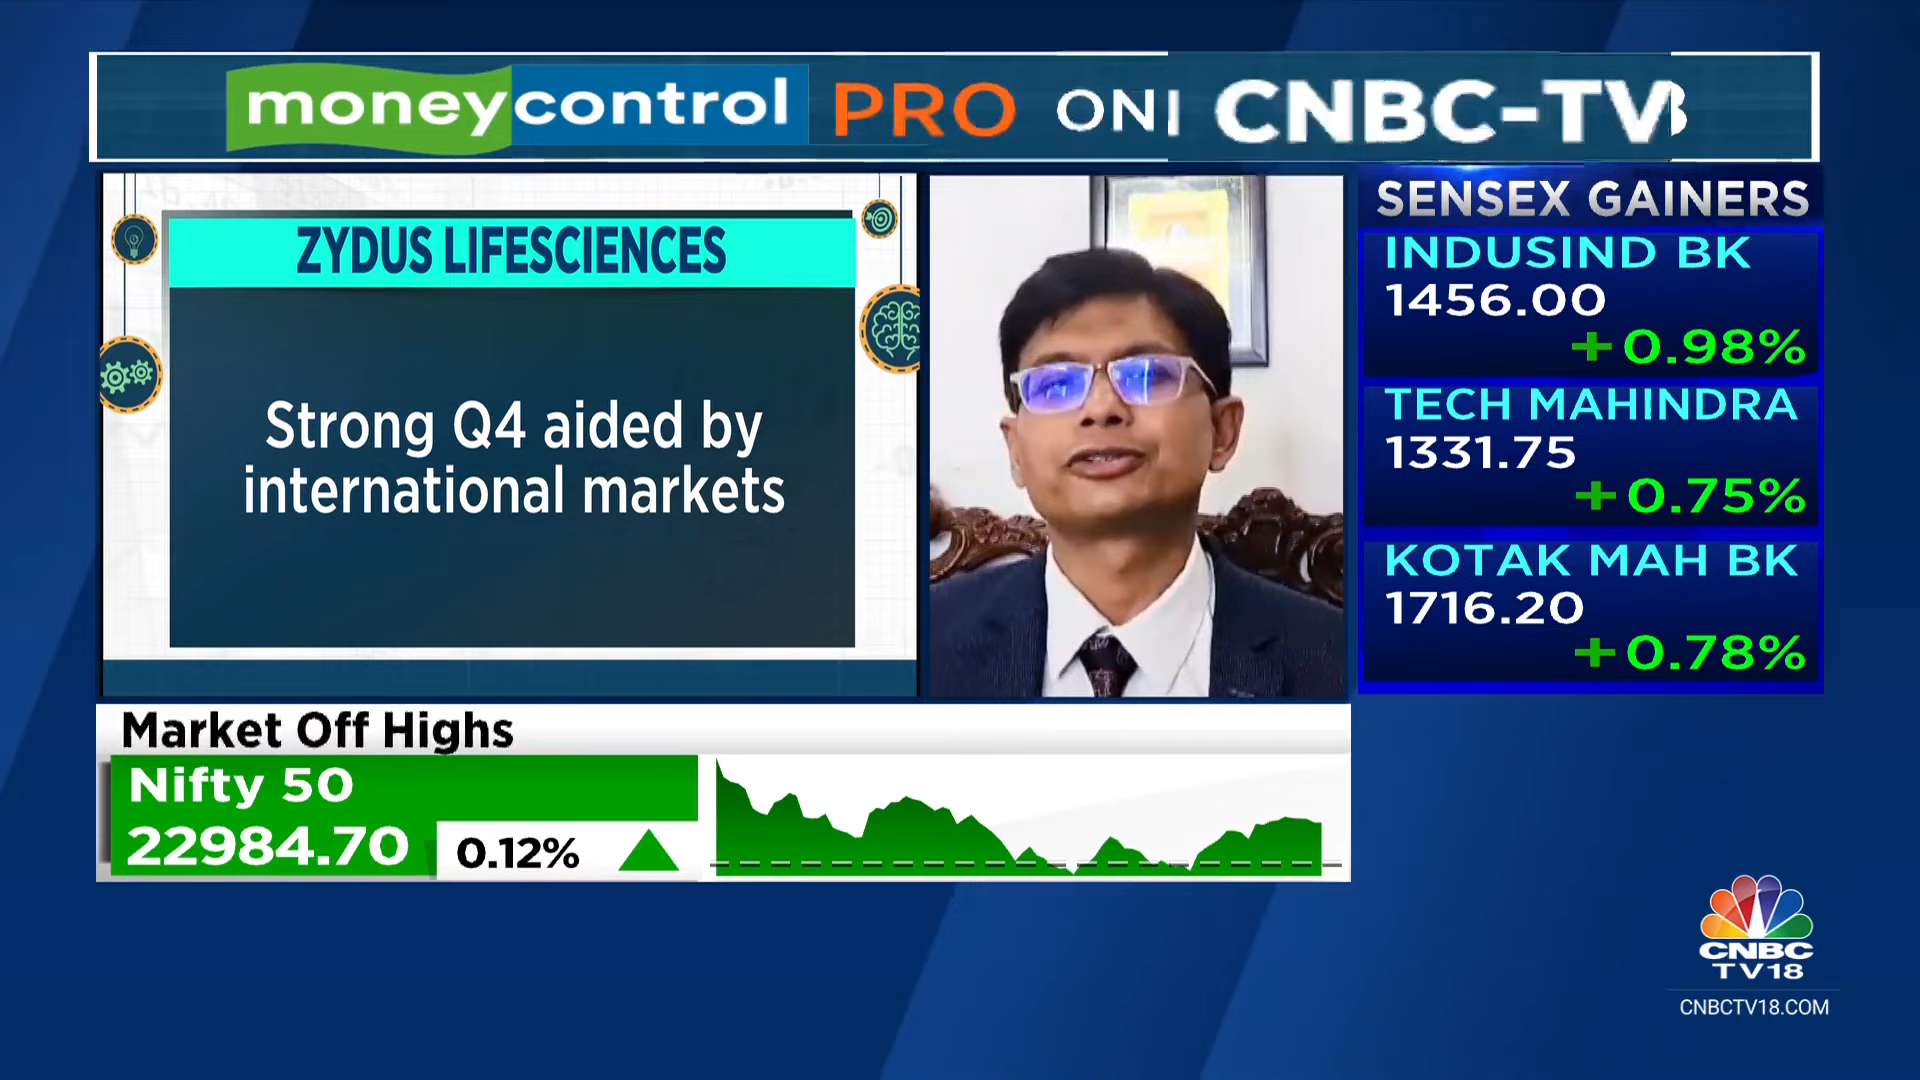 moneycontrol PRO ON CNBC-TV
ZYDUS LIFESCIENCES
Strong Q4 aided by
international markets
SENSEX GAINERS
INDUSIND BK
1456.00
+0.98%
TECH MAHINDRA
1331.75
+0.75%
KOTAK MAH BK
1716.20
+0.78%
Market Off Highs
Nifty 50
22984.70
0.12%
CNBC
TV18
CNBCTV18.COM